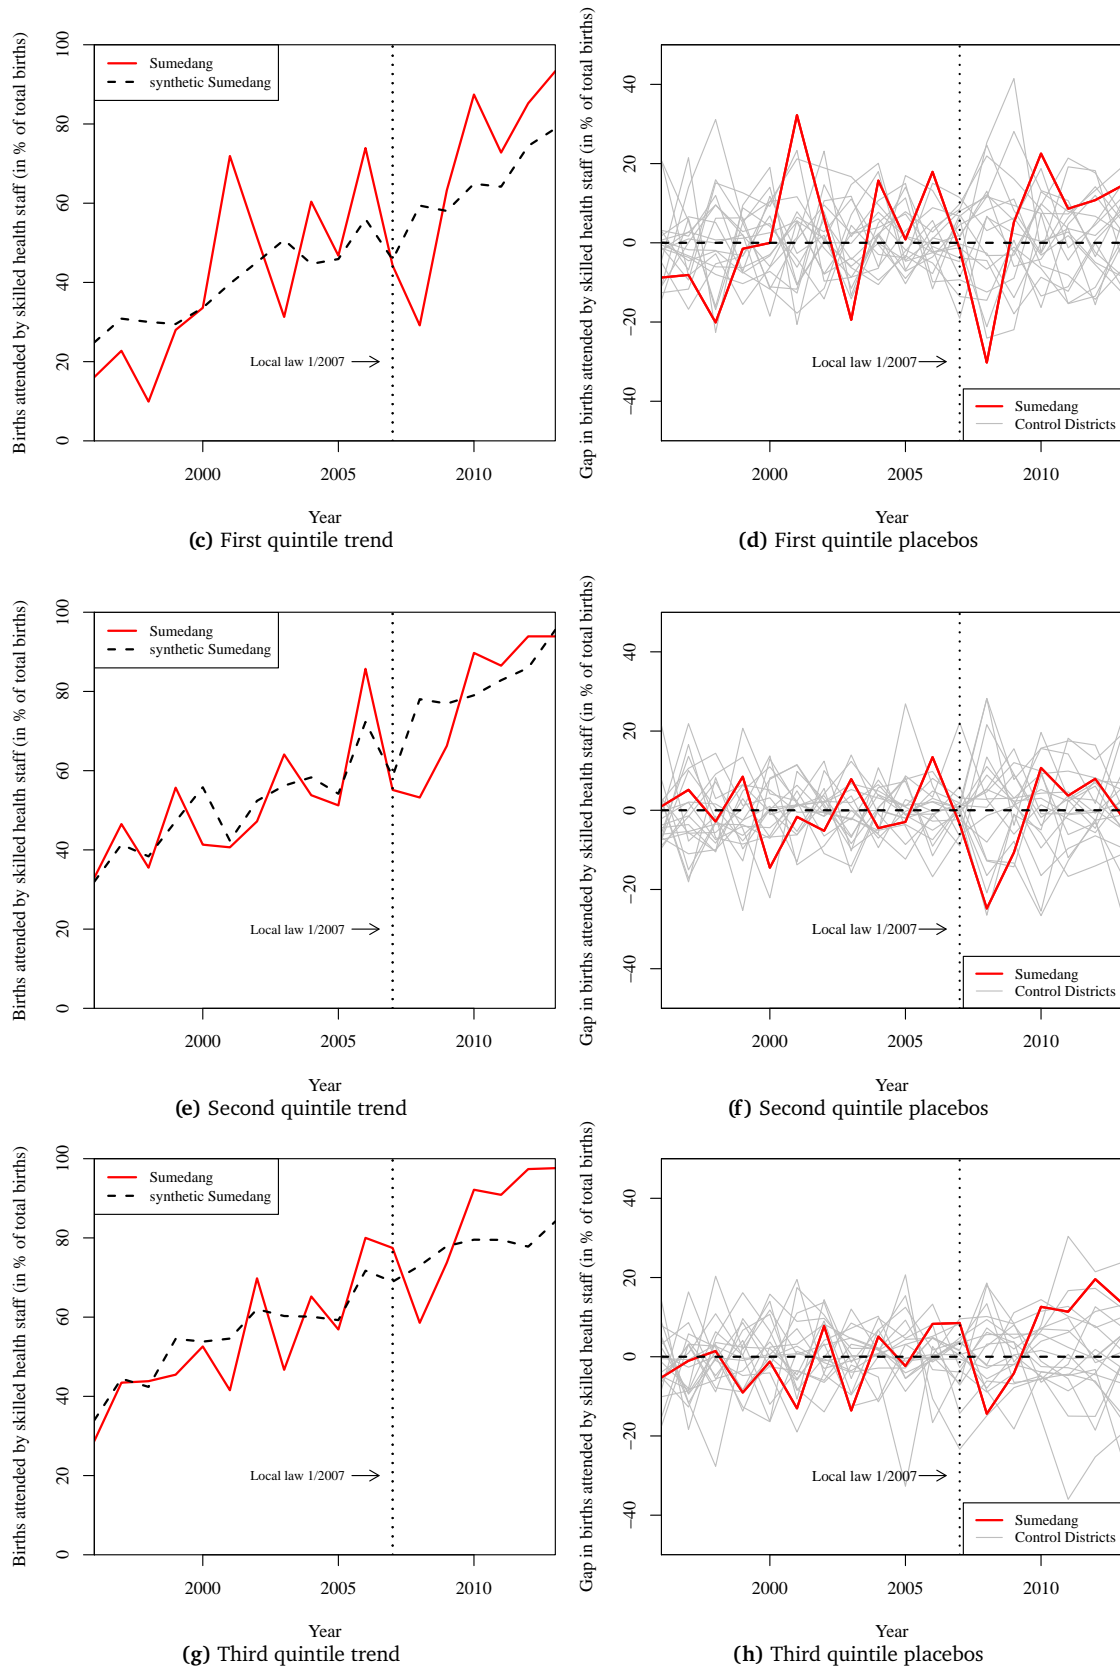 Births attended by skilled health staff (in % of total births)
100
80
60
40
20
0
Sumedang
synthetic Sumedang
Local law 1/2007
2000
2005
2010
Year
(c) First quintile trend
Gap in births attended by skilled health staff (in % of total births)
40
20
0
−20
−40
Local law 1/2007
Sumedang
Control Districts
2000
2005
2010
Year
(d) First quintile placebos
Births attended by skilled health staff (in % of total births)
100
80
60
40
20
0
Sumedang
synthetic Sumedang
Local law 1/2007
2000
2005
2010
Year
(e) Second quintile trend
Gap in births attended by skilled health staff (in % of total births)
40
20
0
−20
−40
Local law 1/2007
Sumedang
Control Districts
2000
2005
2010
Year
(f) Second quintile placebos
Births attended by skilled health staff (in % of total births)
100
80
60
40
20
0
Sumedang
synthetic Sumedang
Local law 1/2007
2000
2005
2010
Year
(g) Third quintile trend
Gap in births attended by skilled health staff (in % of total births)
40
20
0
−20
−40
Local law 1/2007
Sumedang
Control Districts
2000
2005
2010
Year
(h) Third quintile placebos